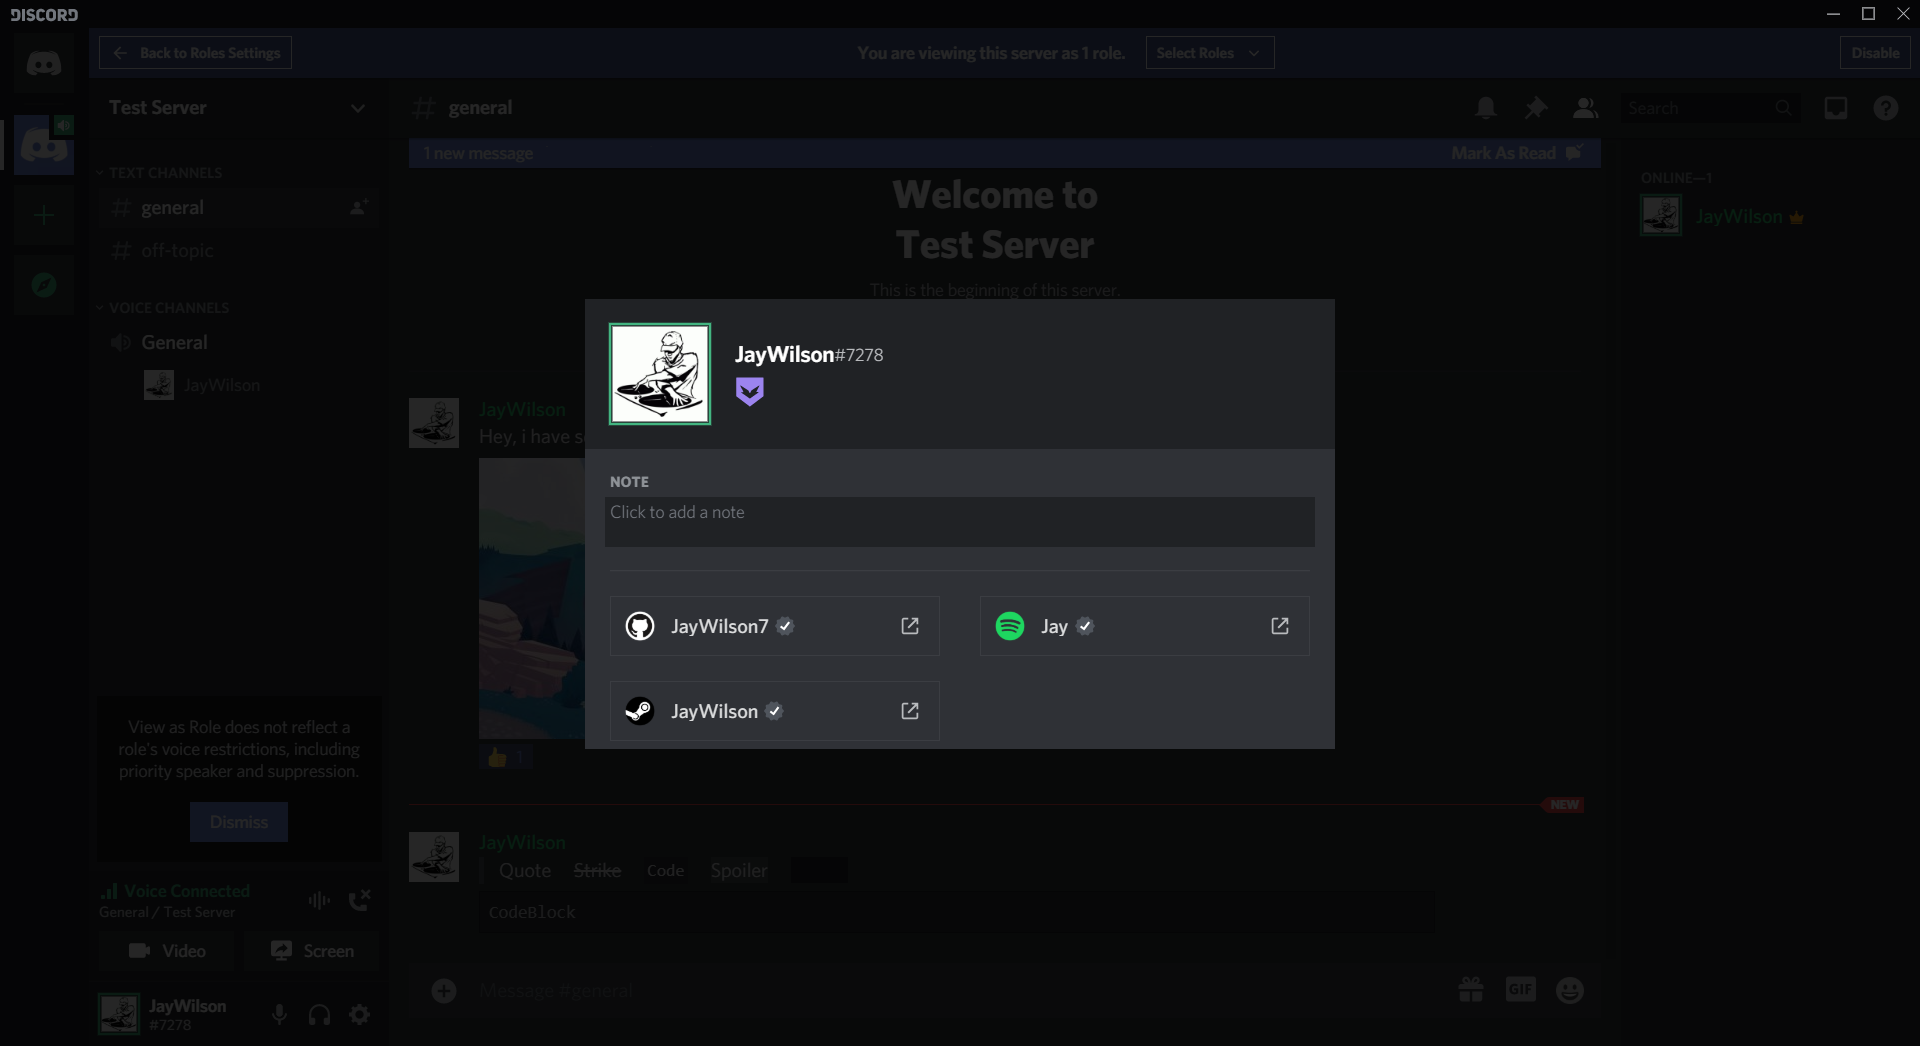 DISCORD
Back to Roles Settings
You are viewing this server as 1 role.
Select Roles
Disable
Test Server
general
Search
1 new message
Mark As Read
TEXT CHANNELS
general
off-topic
VOICE CHANNELS
General
JayWilson
View as Role does not reflect a
role's voice restrictions, including
priority speaker and suppression.
Dismiss
Voice Connected
General / Test Server
Video
Screen
JayWilson
#7278
Welcome to
Test Server
This is the beginning of this server.
JayWilson
Hey, i have
1
NEW
JayWilson
Quote Strike Code Spoiler
CodeBlock
Message #general
GIF
ONLINE—1
JayWilson
JayWilson#7278
NOTE
Click to add a note
JayWilson7
Jay
JayWilson